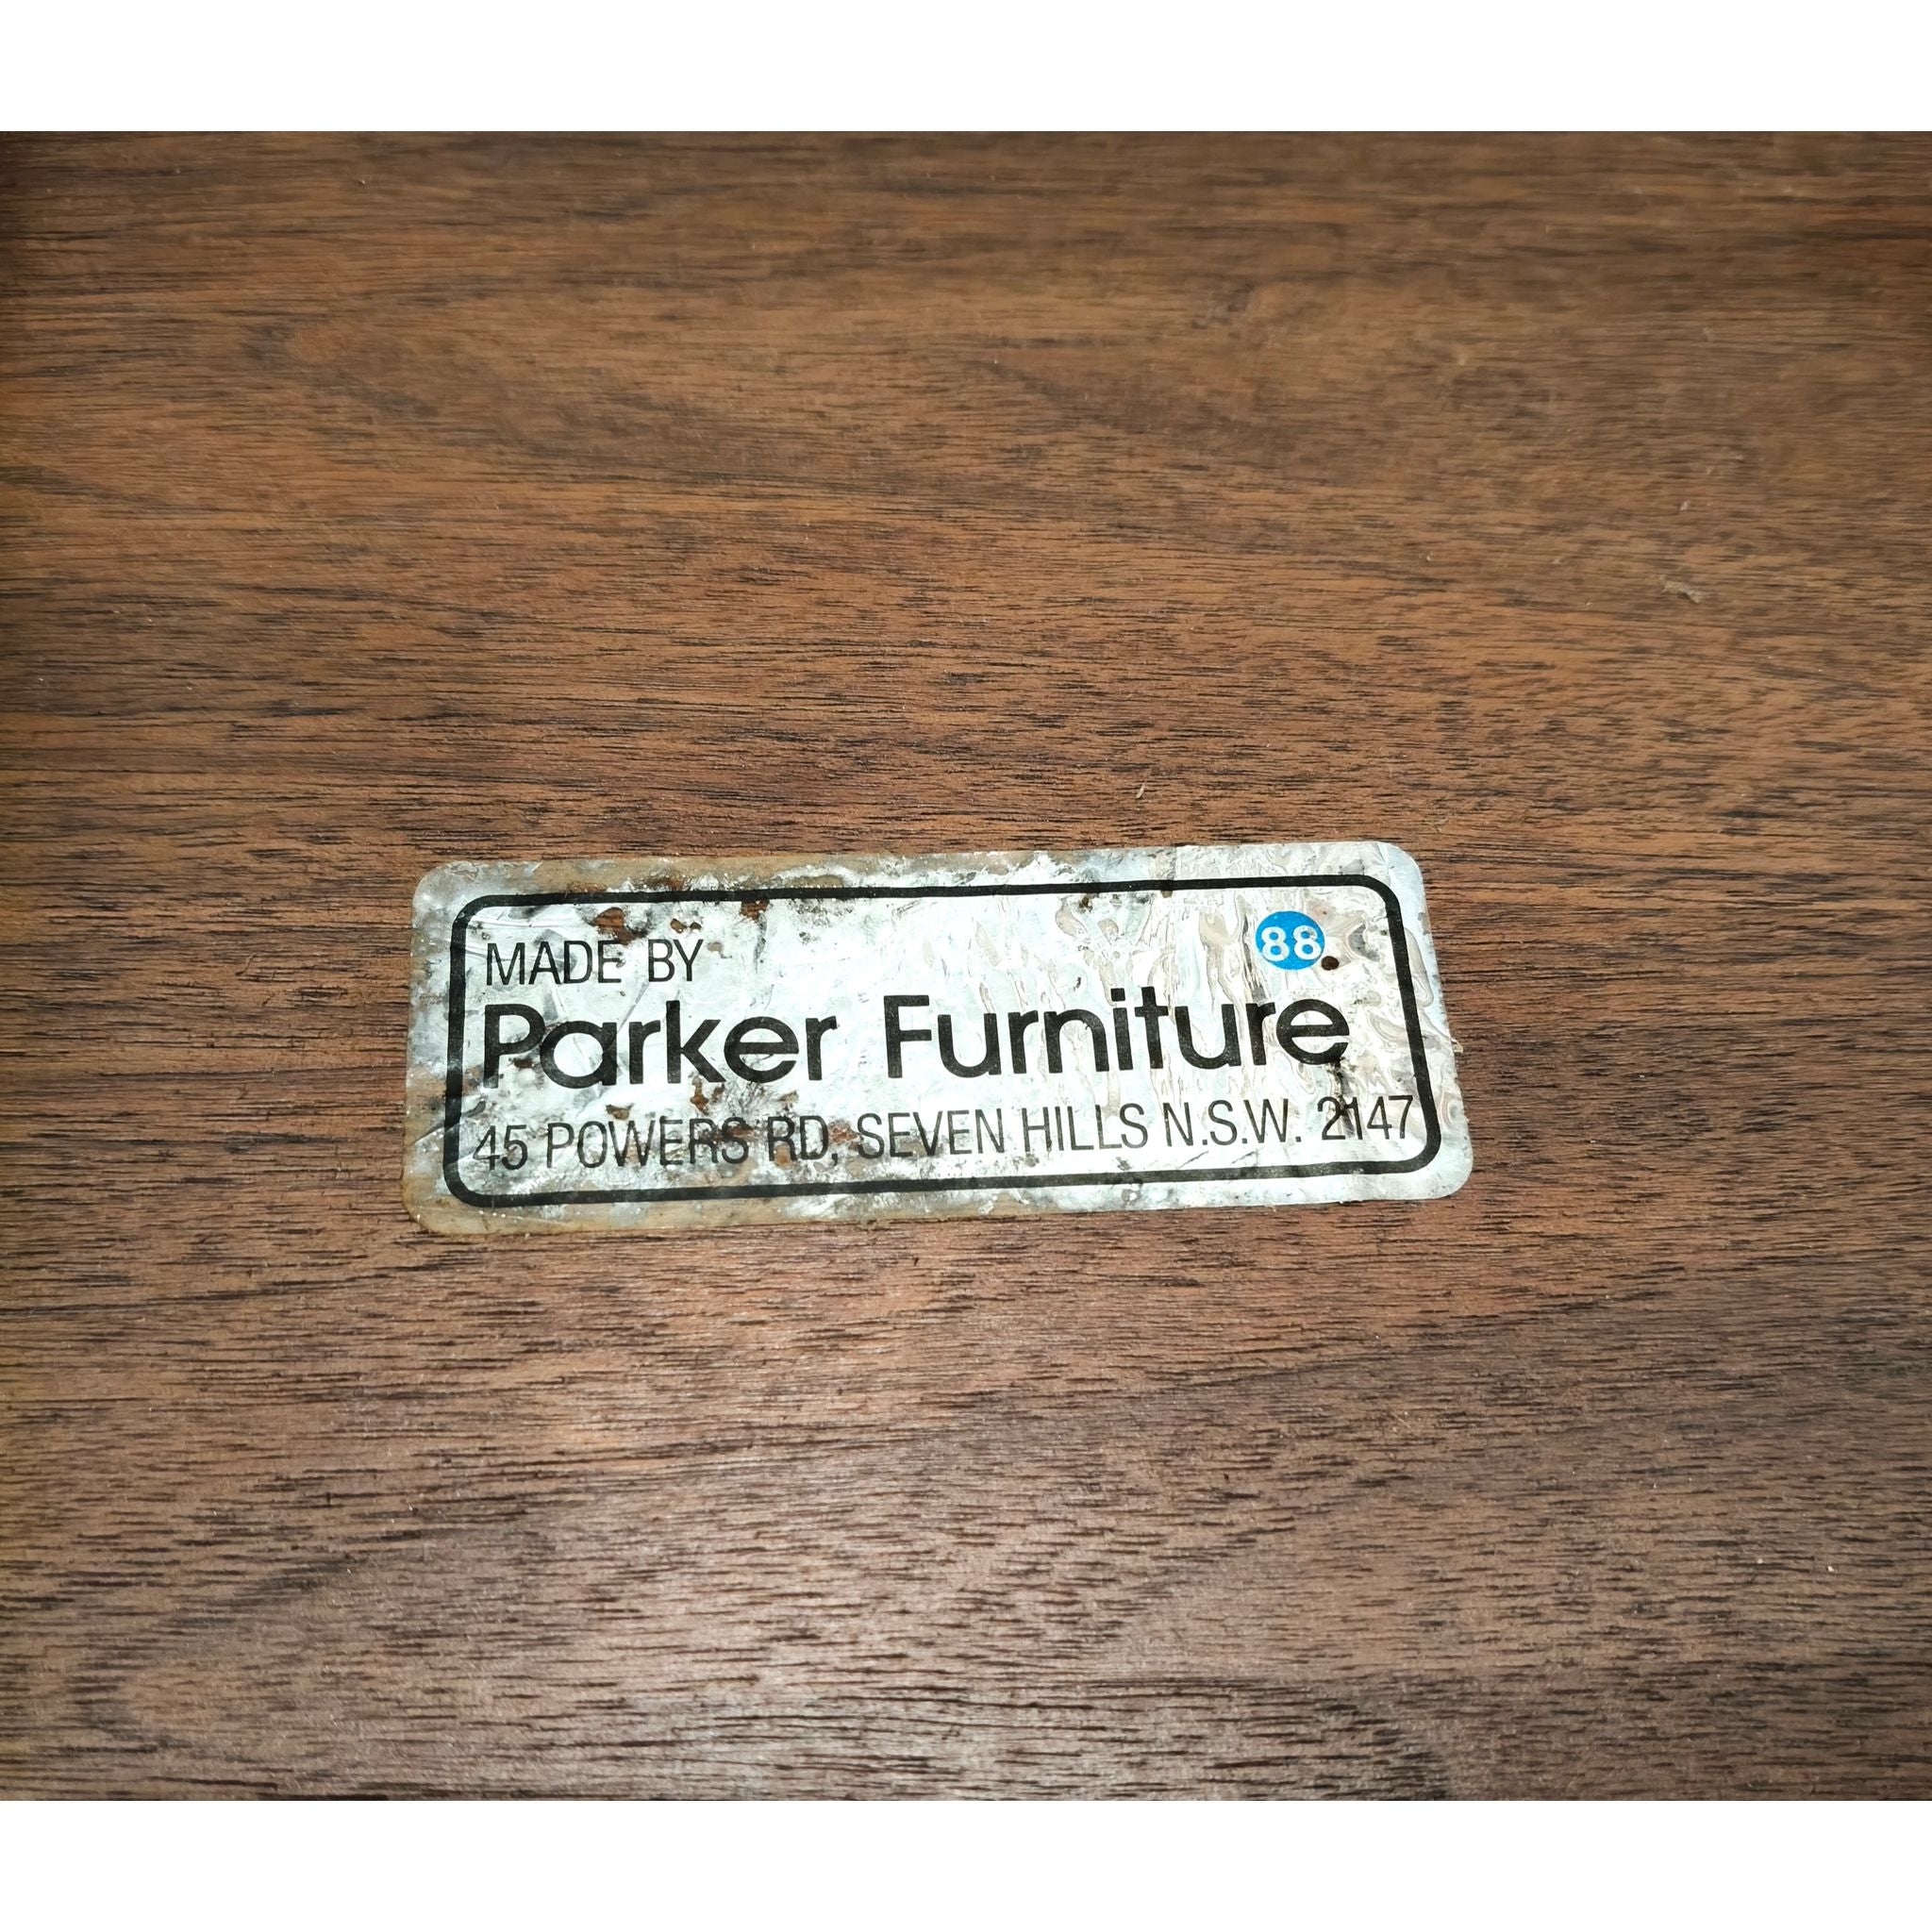 88
MADE BY
Parker Furniture
45 POWERS RD, SEVEN HILLS N.S.W. 2147